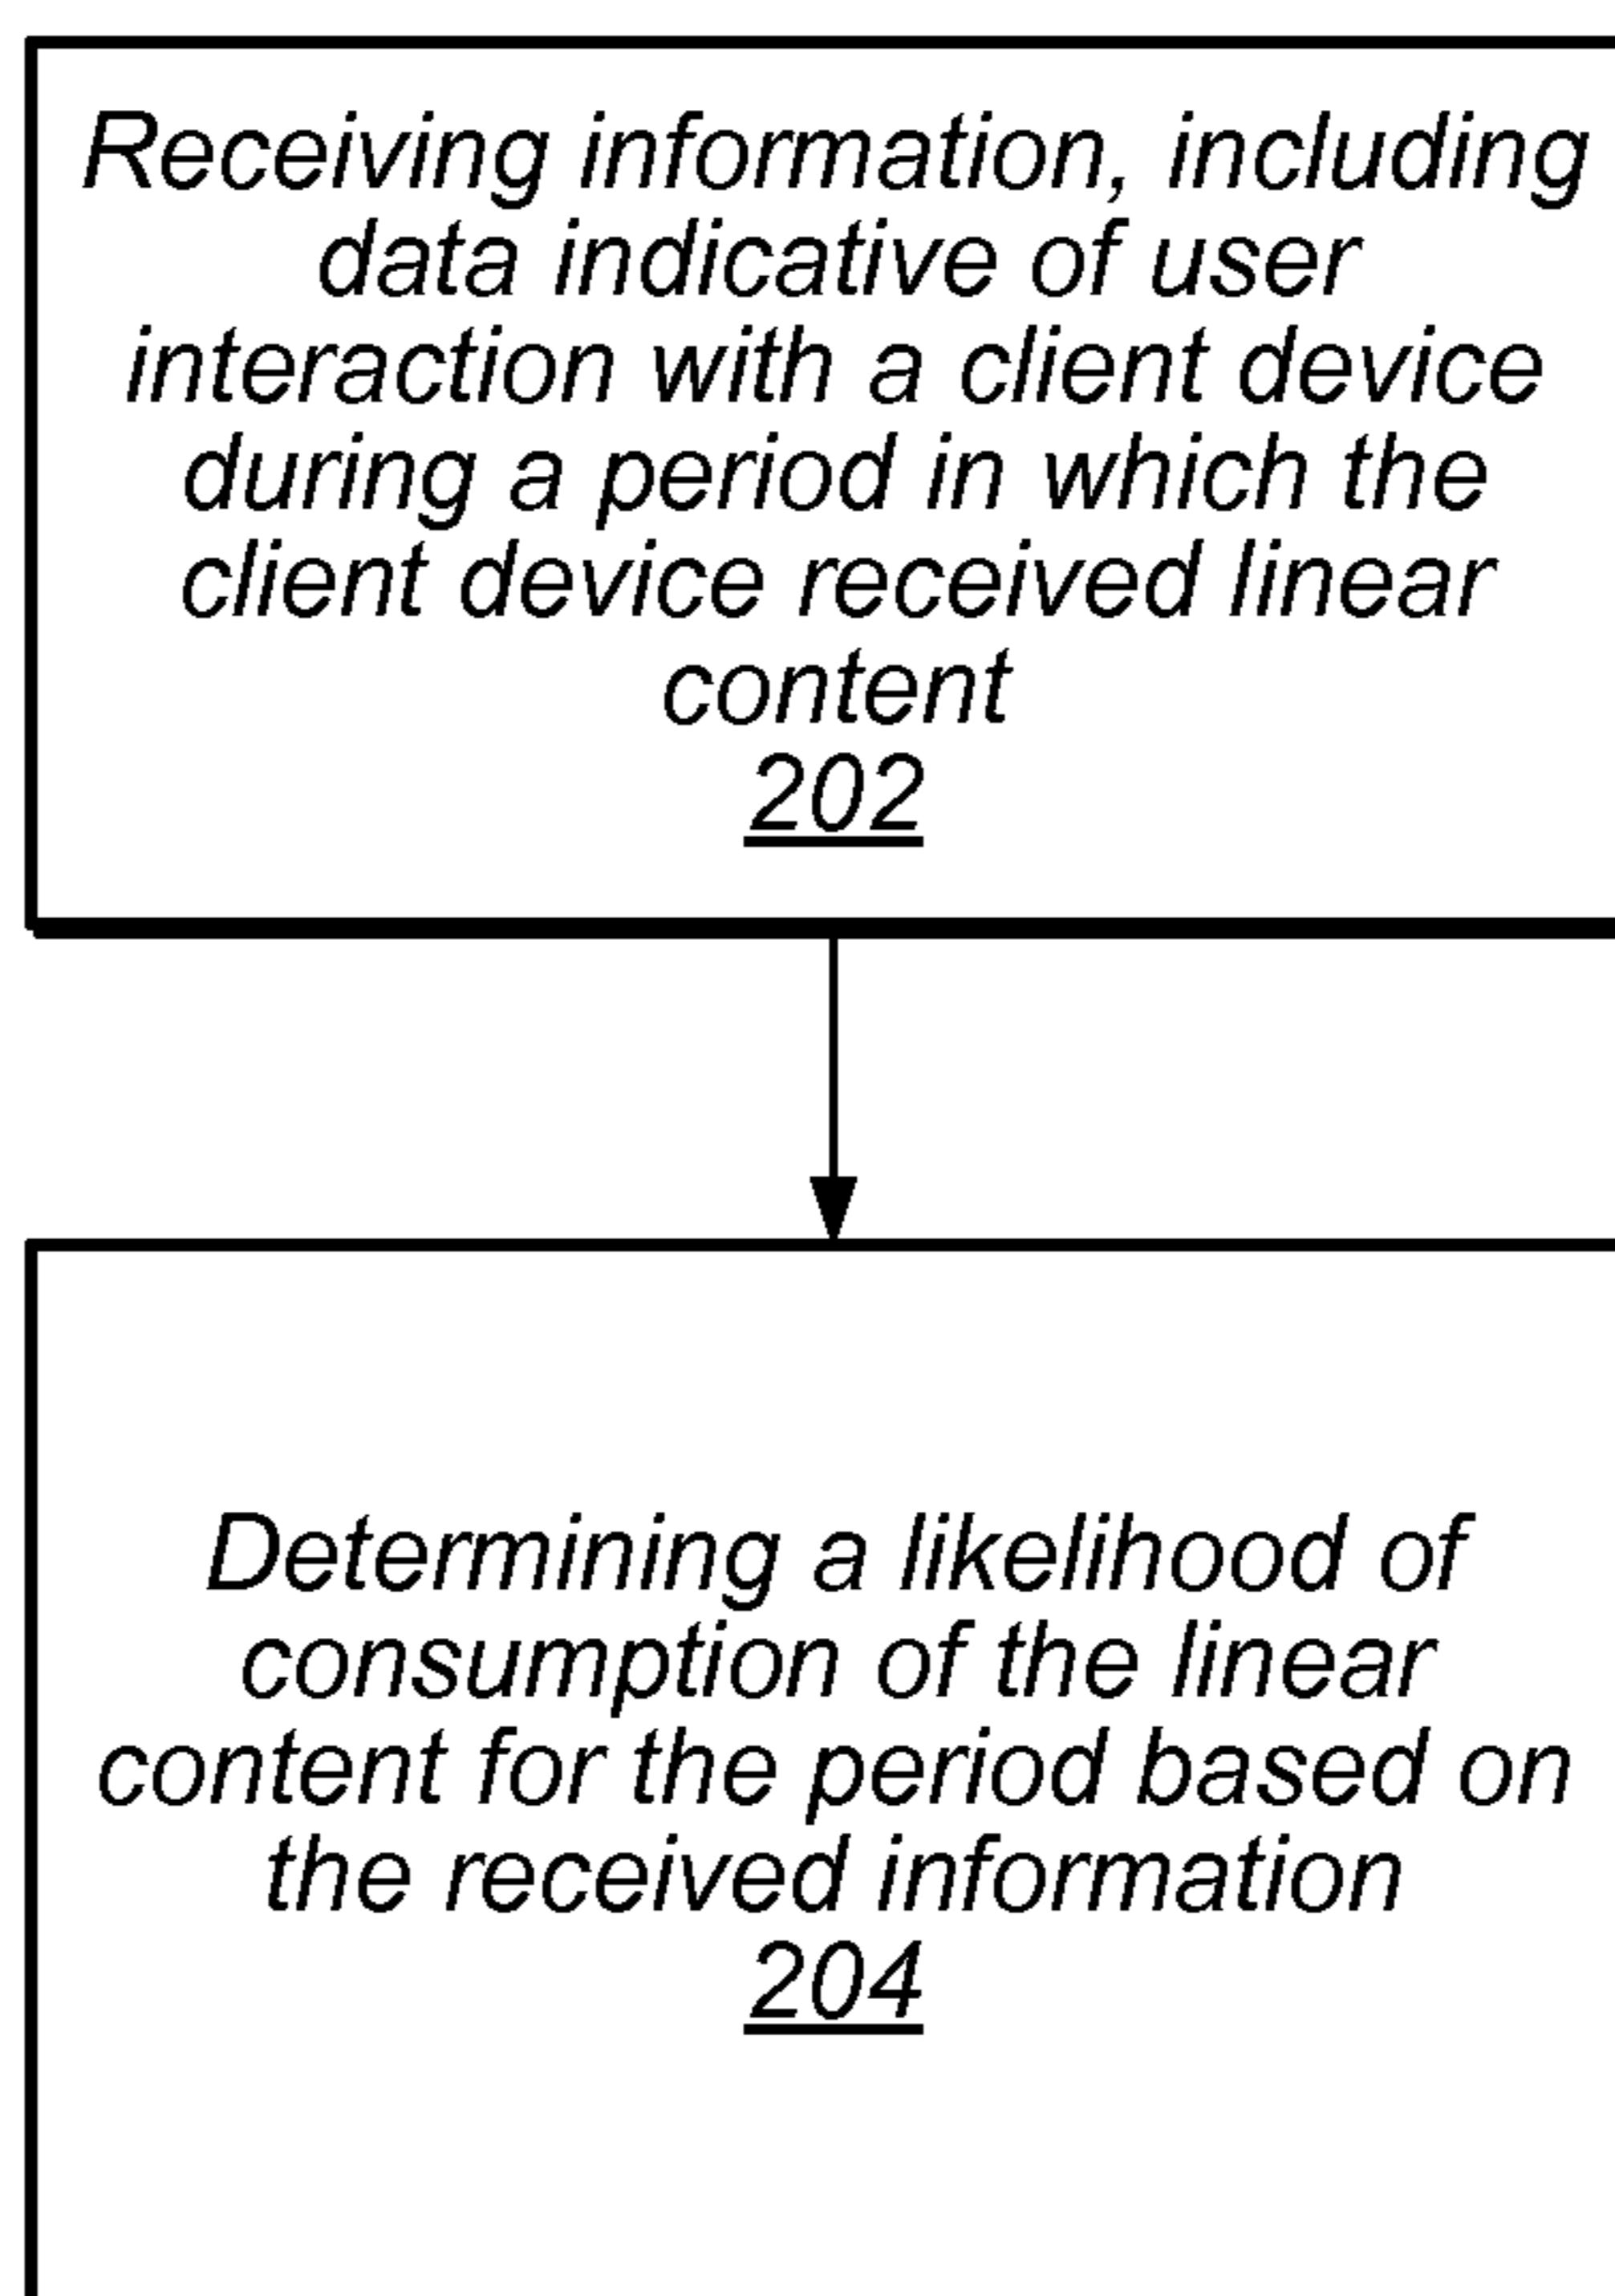 Receiving information, including
data indicative of user
interaction with a client device
during a period in which the
client device received linear
content
202
Determining a likelihood of
consumption of the linear
content for the period based on
the received information
204